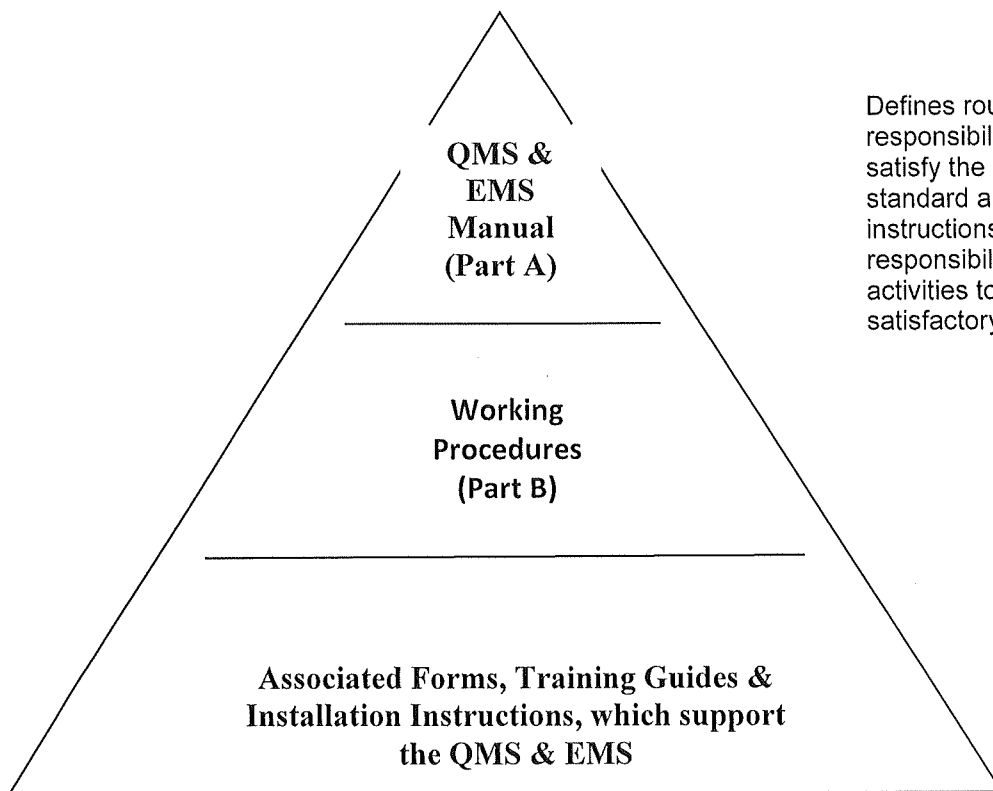 QMS &
EMS
Manual
(Part A)
Defines
satisfy the
standard
instructions
activities
Working
Procedures
(Part B)
Associated Forms, Training Guides &
Installation Instructions, which support
the QMS & EMS